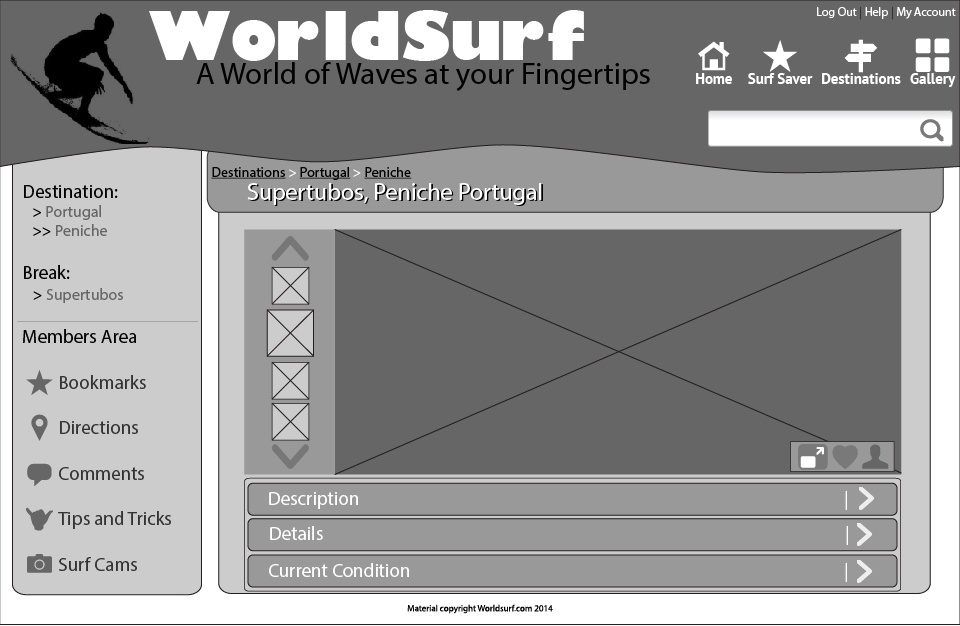 Log Out | Help | My Account
WorldSurf
A World of Waves at your Fingertips
Home
Surf Saver
Destinations
Gallery
Destinations > Portugal > Peniche
Supertubos, Peniche Portugal
Destination:
> Portugal
>> Peniche
Break:
> Supertubos
Members Area
Bookmarks
Directions
Comments
Tips and Tricks
Surf Cams
Description
Details
Current Condition
Material copyright Worldsurf.com 2014